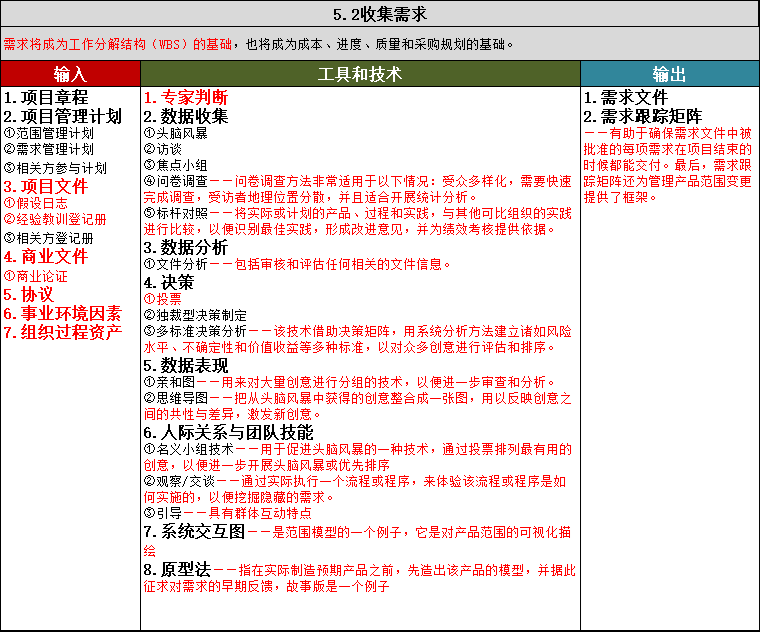 5.2收集需求
需求将成为工作分解结构（WBS）的基础，也将成为成本、进度、质量和采购规划的基础。
输入
1.项目章程
2.项目管理计划
①范围管理计划
②需求管理计划
③相关方参与计划
3.项目文件
①假设日志
②经验教训登记册
③相关方登记册
4.商业文件
①商业论证
5.协议
6.事业环境因素
7.组织过程资产
工具和技术
1.专家判断
2.数据收集
①头脑风暴
②访谈
③焦点小组
④问卷调查——问卷调查方法非常适用于以下情况：受众多样化，需要快速
完成调查，受访者地理位置分散，并且适合开展统计分析。
⑤标杆对照——将实际或计划的产品、过程和实践，与其他可比组织的实践
进行比较，以便识别最佳实践，形成改进意见，并为绩效考核提供依据。
3.数据分析
①文件分析——包括审核和评估任何相关的文件信息。
4.决策
①投票
②独裁型决策制定
③多标准决策分析——该技术借助决策矩阵，用系统分析方法建立诸如风险
水平、不确定性和价值收益等多种标准，以对众多创意进行评估和排序。
5.数据表现
①亲和图——用来对大量创意进行分组的技术，以便进一步审查和分析。
②思维导图——把从头脑风暴中获得的创意整合成一张图，用以反映创意之
间的共性与差异，激发新创意。
6.人际关系与团队技能
①名义小组技术——用于促进头脑风暴的一种技术，通过投票排列最有用的
创意，以便进一步开展头脑风暴或优先排序
②观察/交谈——通过实际执行一个流程或程序，来体验该流程或程序是如
何实施的，以便挖掘隐藏的需求。
③引导——具有群体互动特点
7.系统交互图——是范围模型的一个例子，它是对产品范围的可视化描
绘
8.原型法——指在实际制造预期产品之前，先造出该产品的模型，并据此
征求对需求的早期反馈，故事版是一个例子
输出
1.需求文件
2.需求跟踪矩阵
——有助于确保需求文件中被
批准的每项需求在项目结束的
时候都能交付。最后，需求跟
踪矩阵还为管理产品范围变更
提供了框架。